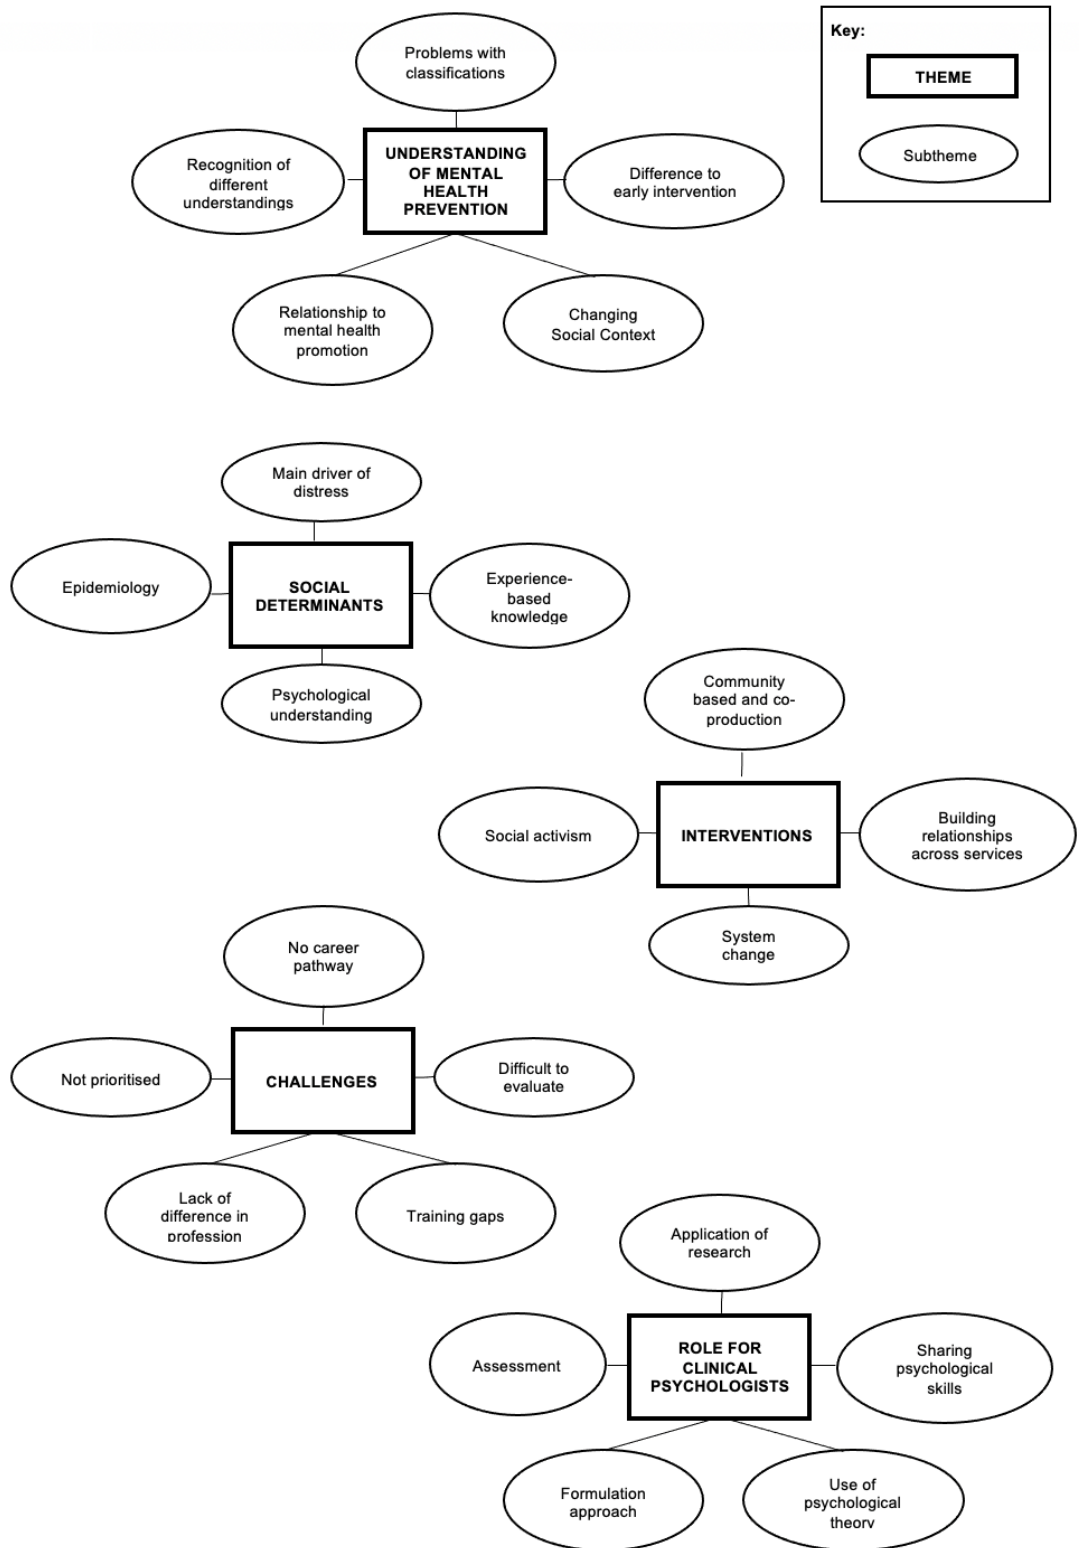 Key:
THEME
Subtheme
Problems with
classifications
Recognition of
different
understandings
UNDERSTANDING
OF MENTAL
HEALTH
PREVENTION
Difference to
early intervention
Relationship to
mental health
promotion
Changing
Social Context
Main driver of
distress
Epidemiology
SOCIAL
DETERMINANTS
Experience-
based
knowledge
Psychological
understanding
Community
based and co-
production
Social activism
INTERVENTIONS
Building
relationships
across services
System
change
No career
pathway
Not prioritised
CHALLENGES
Difficult to
evaluate
Lack of
difference in
profession
Training gaps
Application of
research
Assessment
ROLE FOR
CLINICAL
PSYCHOLOGISTS
Sharing
psychological
skills
Formulation
approach
Use of
psychological
theory